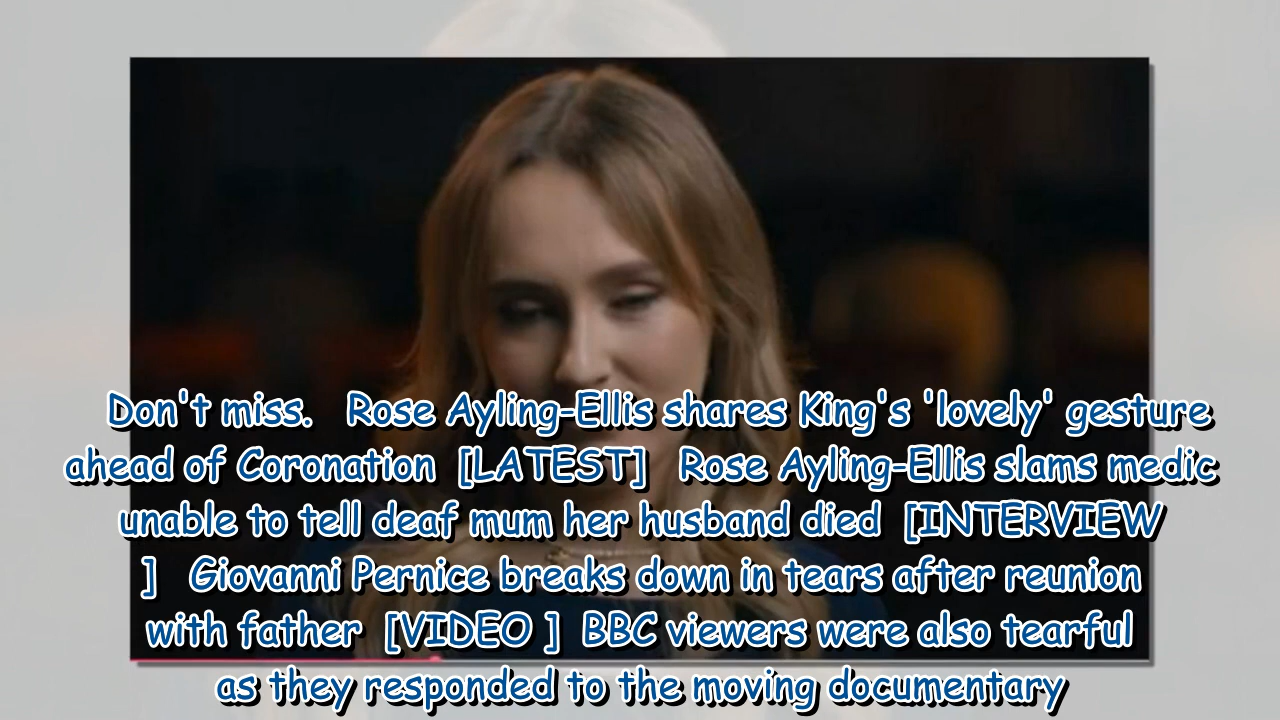 Don't miss. Rose Ayling-Ellis shares King's 'lovely' gesture
ahead of Coronation [LATEST] Rose Ayling-Ellis slams medic
unable to tell deaf mum her husband died [INTERVIEW
] Giovanni Pernice breaks down in tears after reunion
with father [VIDEO ] BBC viewers were also tearful
as they responded to the moving documentary